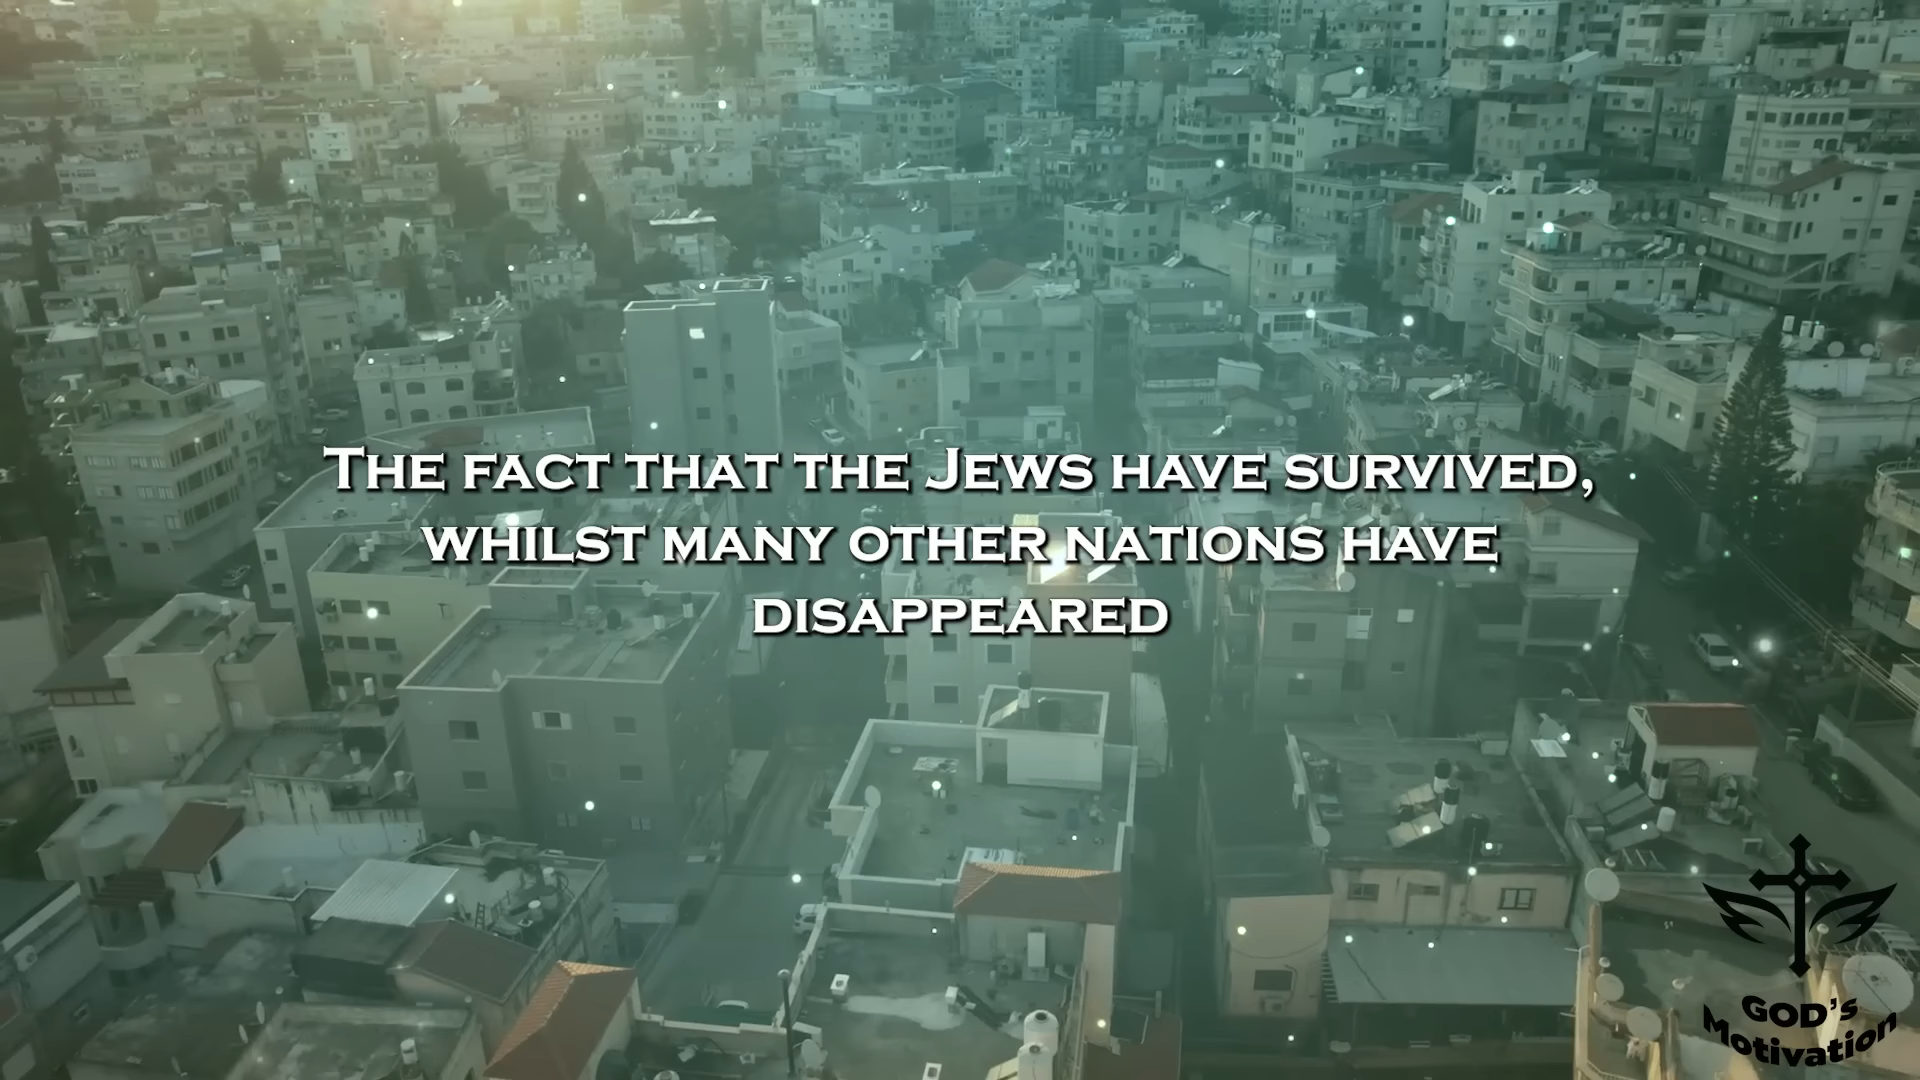 The fact that the Jews have survived,
whilst many other nations have
disappeared
GOD's
Motivation